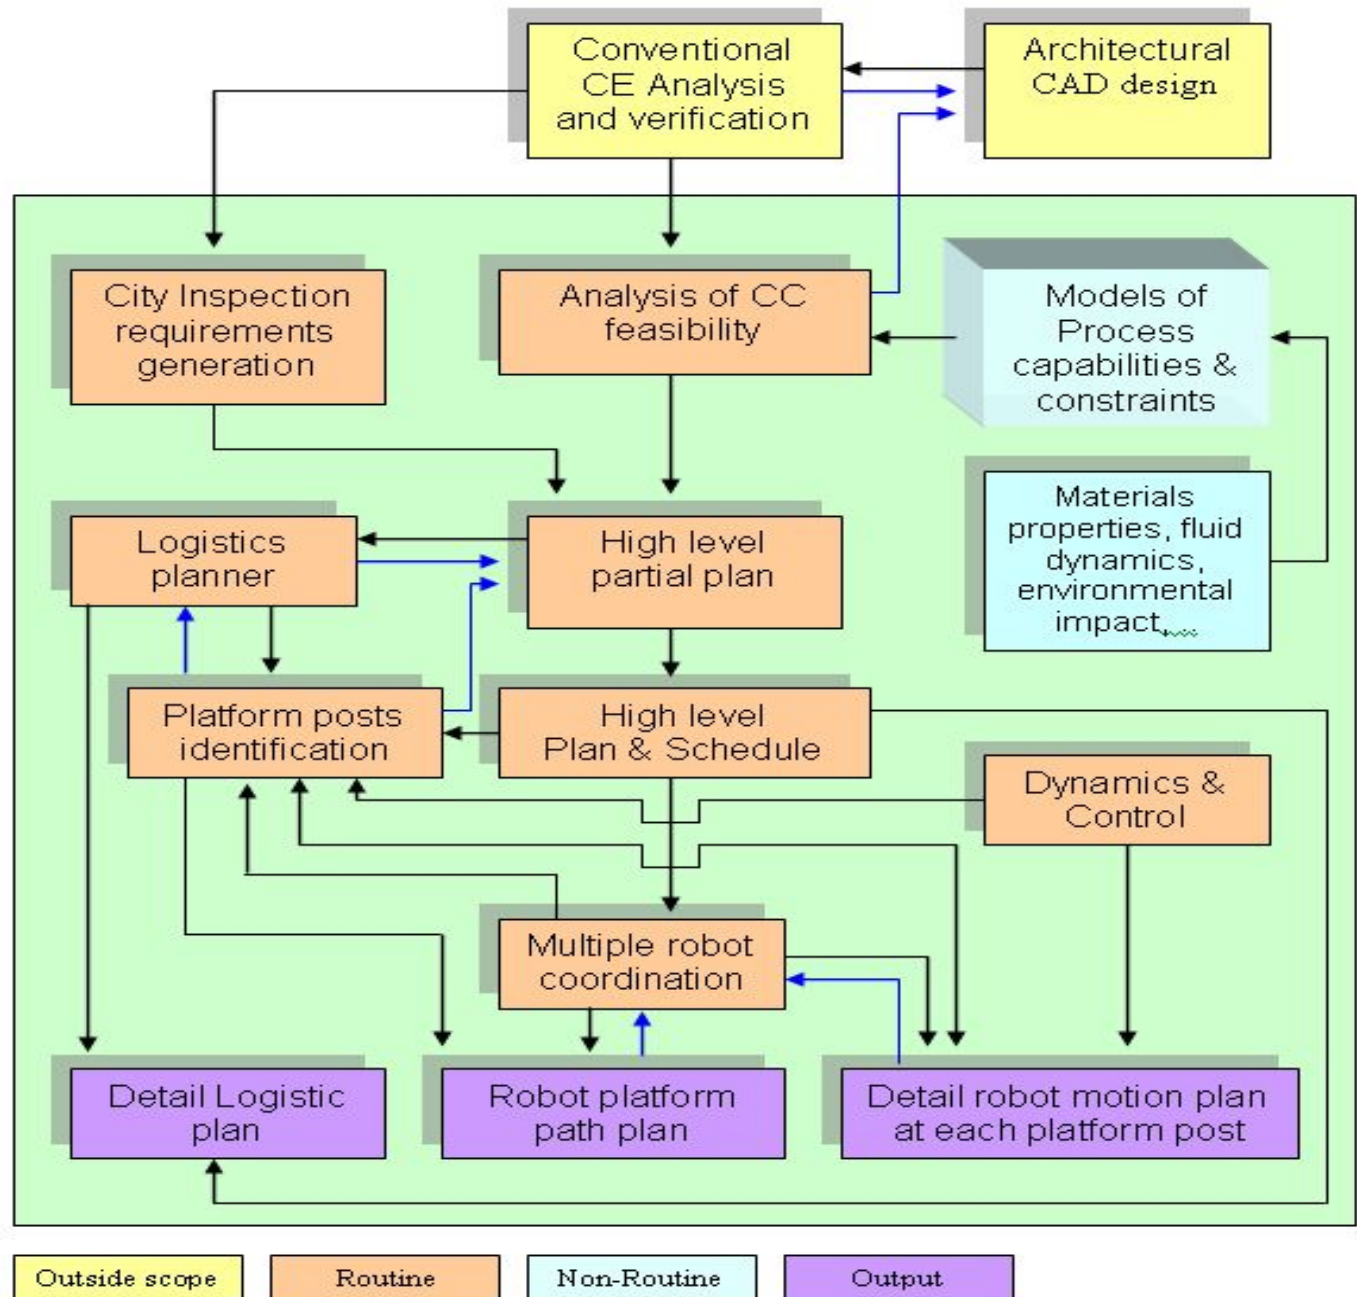 Conventional
CE Analysis
and verification
Architectural
CAD design
City Inspection
requirements
generation
Analysis of CC
feasibility
Models of
Process
capabilities &
constraints
Logistics
planner
High level
partial plan
Materials
properties, fluid
dynamics,
environmental
impact,...
Platform posts
identification
High level
Plan & Schedule
Dynamics &
Control
Multiple robot
coordination
Detail Logistic
plan
Robot platform
path plan
Detail robot motion plan
at each platform post
Outside scope
Routine
Non-Routine
Output